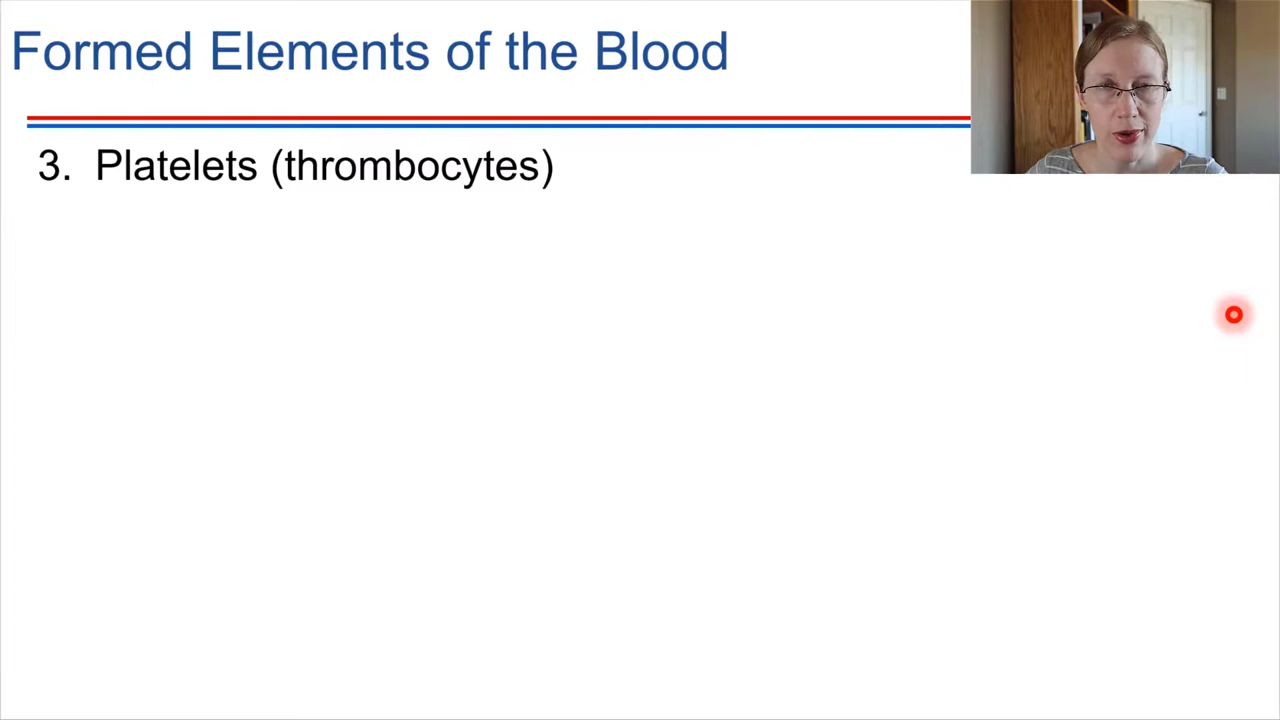 Formed Elements of the Blood
3. Platelets (thrombocytes)